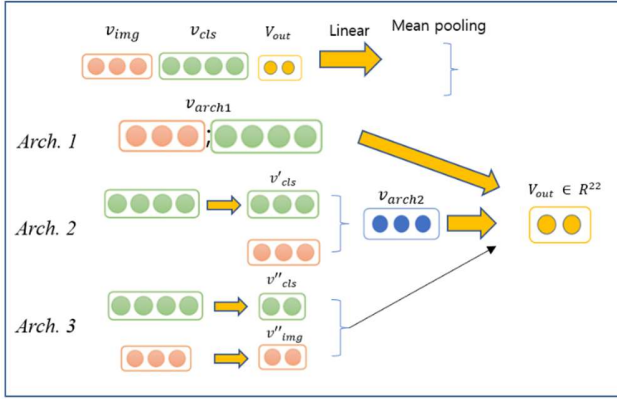 v_img v_cls V_out Linear Mean pooling
v_arch1
Arch. 1 ;
v'_cls
Arch. 2 v_arch2 V_out ∈ R^22
v''_cls
Arch. 3
v''_img